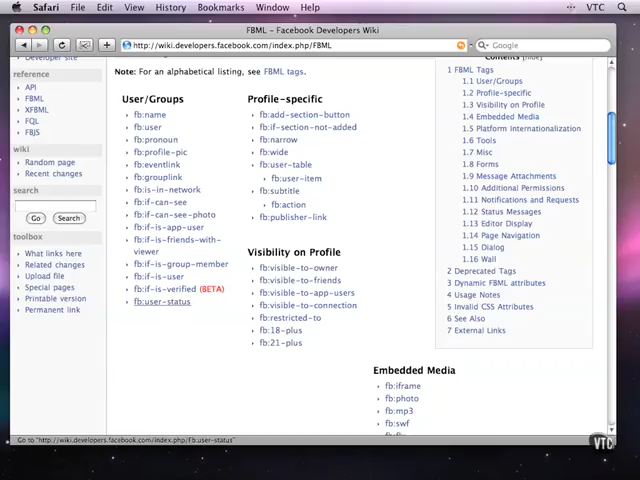 Safari File Edit View History Bookmarks Window Help VTC
FBML – Facebook Developers Wiki
http://wiki.developers.facebook.com/index.php/FBML
Google
Developer site
reference
API
FBML
XFBML
FQL
FBJS
wiki
Random page
Recent changes
search
Go Search
toolbox
What links here
Related changes
Upload file
Special pages
Printable version
Permanent link
Note: For an alphabetical listing, see FBML tags.
User/Groups
fb:name
fb:user
fb:pronoun
fb:profile-pic
fb:eventlink
fb:grouplink
fb:is-in-network
fb:if-can-see
fb:if-can-see-photo
fb:if-is-app-user
fb:if-is-friends-with-
viewer
fb:if-is-group-member
fb:if-is-user
fb:if-is-verified (BETA)
fb:user-status
Profile-specific
fb:add-section-button
fb:if-section-not-added
fb:narrow
fb:wide
fb:user-table
fb:user-item
fb:subtitle
fb:action
fb:publisher-link
Visibility on Profile
fb:visible-to-owner
fb:visible-to-friends
fb:visible-to-app-users
fb:visible-to-connection
fb:restricted-to
fb:18-plus
fb:21-plus
Embedded Media
fb:iframe
fb:photo
fb:mp3
fb:swf
Contents [hide]
1 FBML Tags
1.1 User/Groups
1.2 Profile-specific
1.3 Visibility on Profile
1.4 Embedded Media
1.5 Platform Internationalization
1.6 Tools
1.7 Misc
1.8 Forms
1.9 Message Attachments
1.10 Additional Permissions
1.11 Notifications and Requests
1.12 Status Messages
1.13 Editor Display
1.14 Page Navigation
1.15 Dialog
1.16 Wall
2 Deprecated Tags
3 Dynamic FBML attributes
4 Usage Notes
5 Invalid CSS Attributes
6 See Also
7 External Links
Go to "http://wiki.developers.facebook.com/index.php/Fb:user-status"
VTC